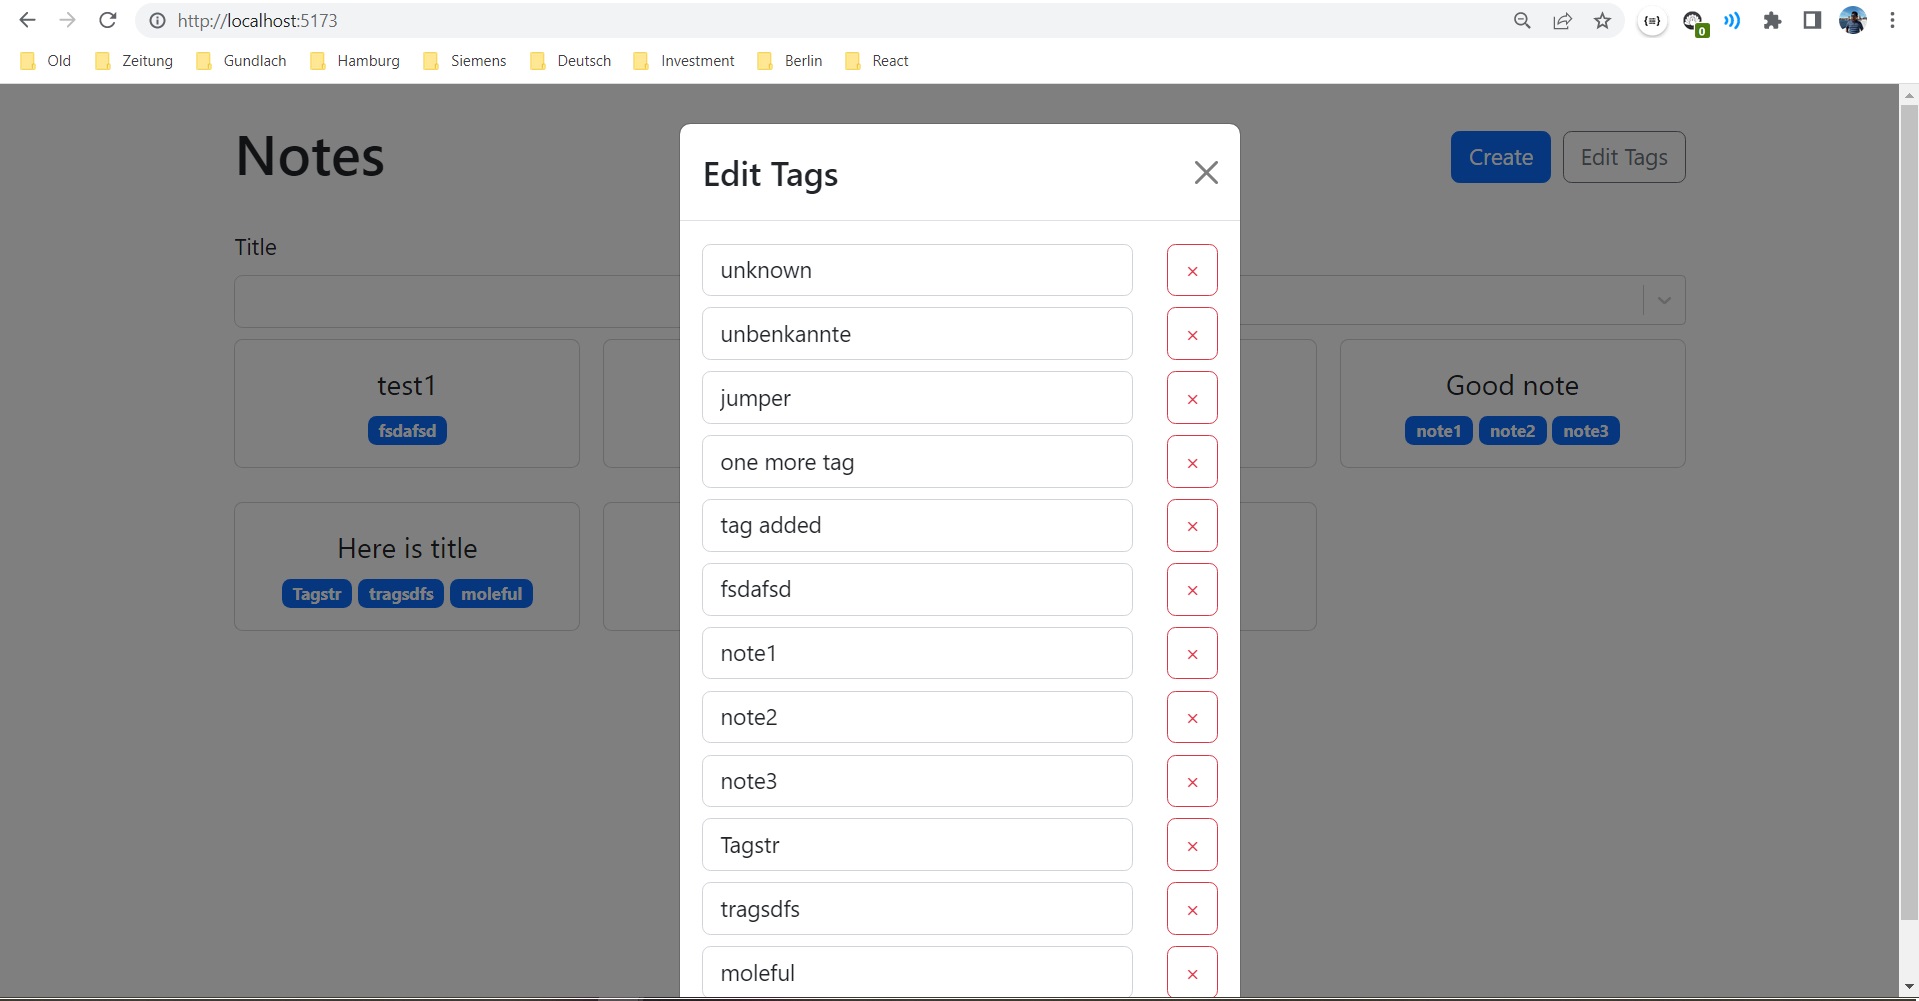 http://localhost:5173
0
Old Zeitung Gundlach Hamburg Siemens Deutsch Investment Berlin React
Notes
Create Edit Tags
Title
test1
fsdafsd
Good note
note1 note2 note3
Here is title
Tagstr tragsdfs moleful
Edit Tags
unknown ×
unbenkannte ×
jumper ×
one more tag ×
tag added ×
fsdafsd ×
note1 ×
note2 ×
note3 ×
Tagstr ×
tragsdfs ×
moleful ×